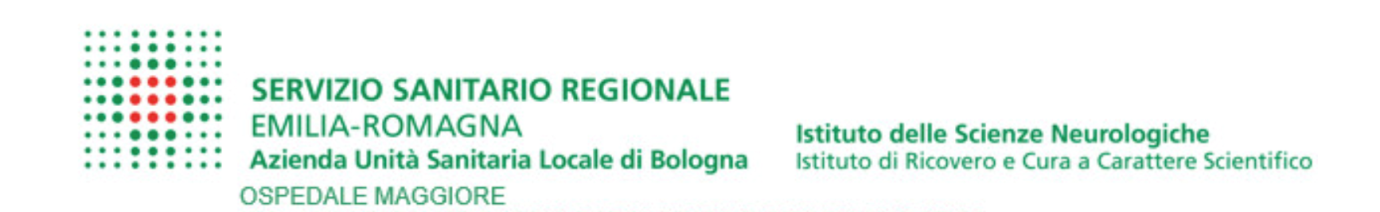 SERVIZIO SANITARIO REGIONALE
EMILIA-ROMAGNA
Azienda Unità Sanitaria Locale di Bologna
OSPEDALE MAGGIORE
Istituto delle Scienze Neurologiche
Istituto di Ricovero e Cura a Carattere Scientifico